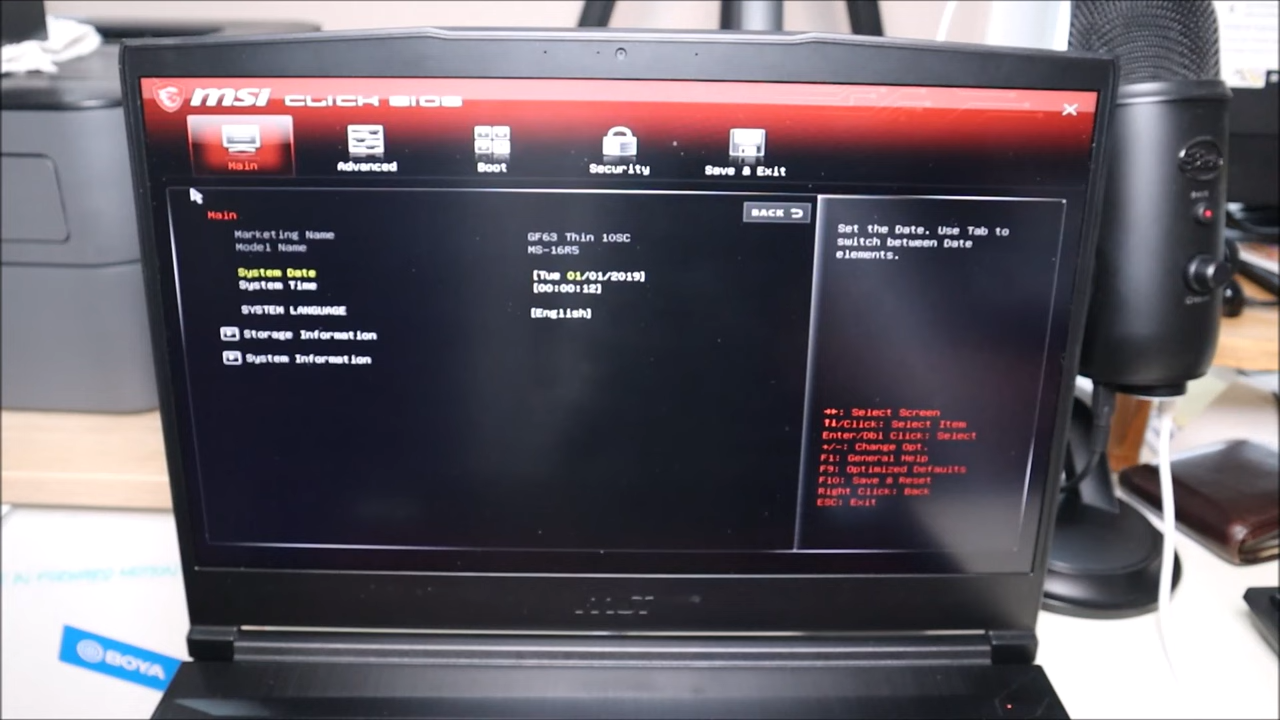 msi CLICK BIOS
Main
Advanced
Boot
Security
Save & Exit
BACK
Main
Marketing Name GF63 Thin 10SC
Model Name MS-16R5
System Date [Tue 01/01/2019]
System Time [00:00:12]
SYSTEM LANGUAGE [English]
Storage Information
System Information
Set the Date. Use Tab to
switch between Date
elements.
→←: Select Screen
↑↓/Click: Select Item
Enter/Dbl Click: Select
+/-: Change Opt.
F1: General Help
F9: Optimized Defaults
F10: Save & Reset
Right Click: Back
ESC: Exit
msi
BOYA